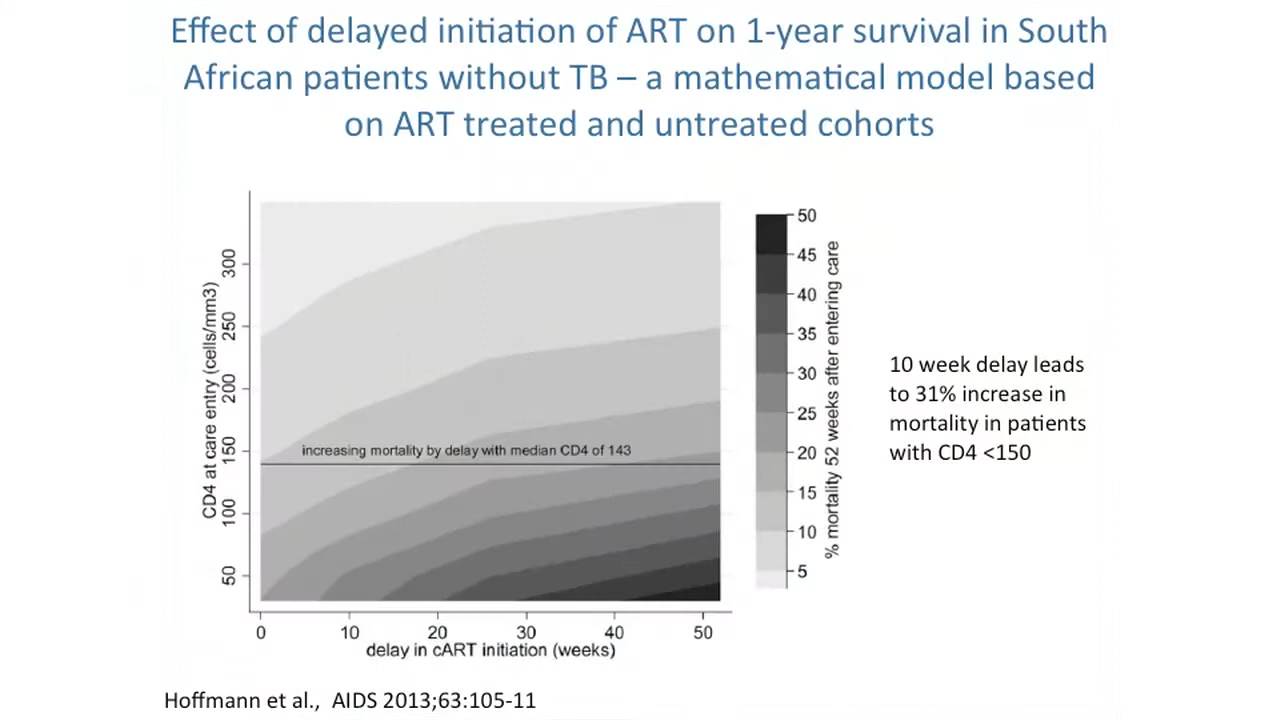 Effect of delayed initiation of ART on 1-year survival in South
African patients without TB – a mathematical model based
on ART treated and untreated cohorts
CD4 at care entry (cells/mm3)
300
250
200
150
100
50
increasing mortality by delay with median CD4 of 143
0 10 20 30 40 50
delay in cART initiation (weeks)
50
45
40
35
30
25
20
15
10
5
% mortality 52 weeks after entering care
10 week delay leads
to 31% increase in
mortality in patients
with CD4 <150
Hoffmann et al., AIDS 2013;63:105-11